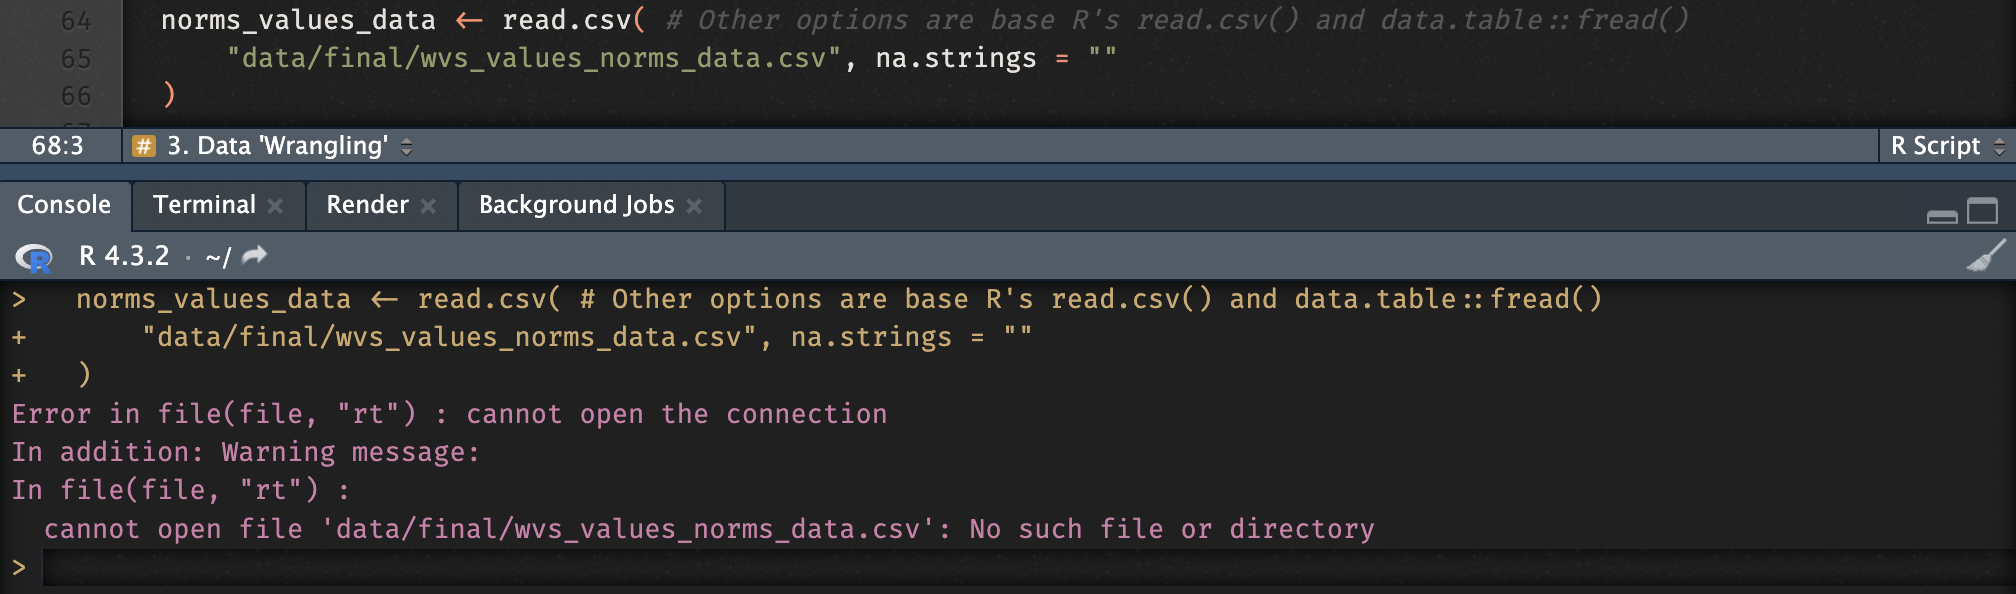 64 norms_values_data <- read.csv( # Other options are base R's read.csv() and data.table::fread()
65 "data/final/wvs_values_norms_data.csv", na.strings = ""
66 )
68:3 # 3. Data 'Wrangling' R Script
Console Terminal × Render × Background Jobs ×
R R 4.3.2 · ~/
> norms_values_data <- read.csv( # Other options are base R's read.csv() and data.table::fread()
+ "data/final/wvs_values_norms_data.csv", na.strings = ""
+ )
Error in file(file, "rt") : cannot open the connection
In addition: Warning message:
In file(file, "rt") :
cannot open file 'data/final/wvs_values_norms_data.csv': No such file or directory
>